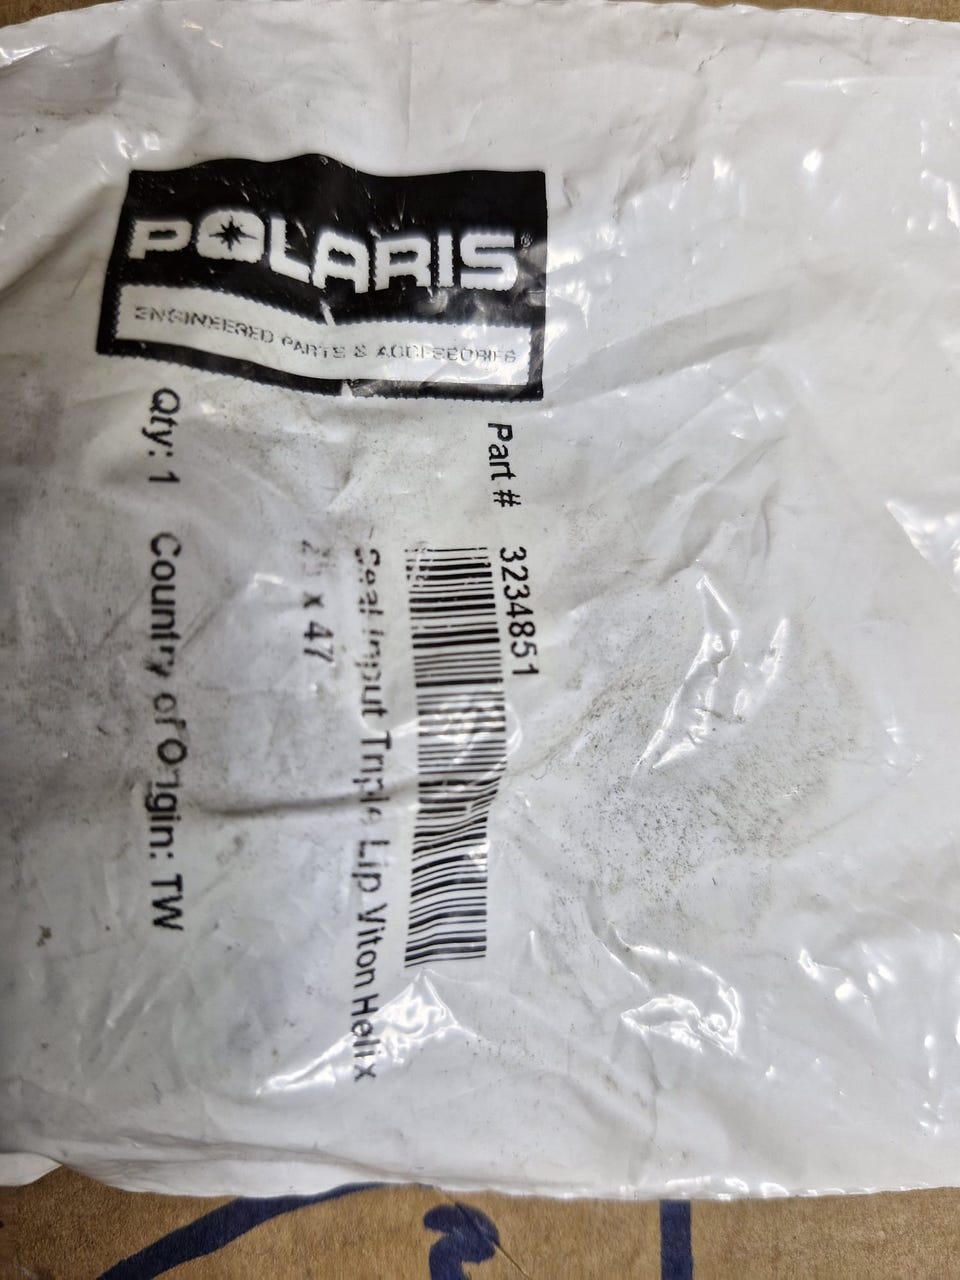 POLARIS®
ENGINEERED PARTS & ACCESSORIES
Part # 3234851
Seal Input Triple Lip Viton Helix
25 x 47
Qty: 1 Country of Origin: TW